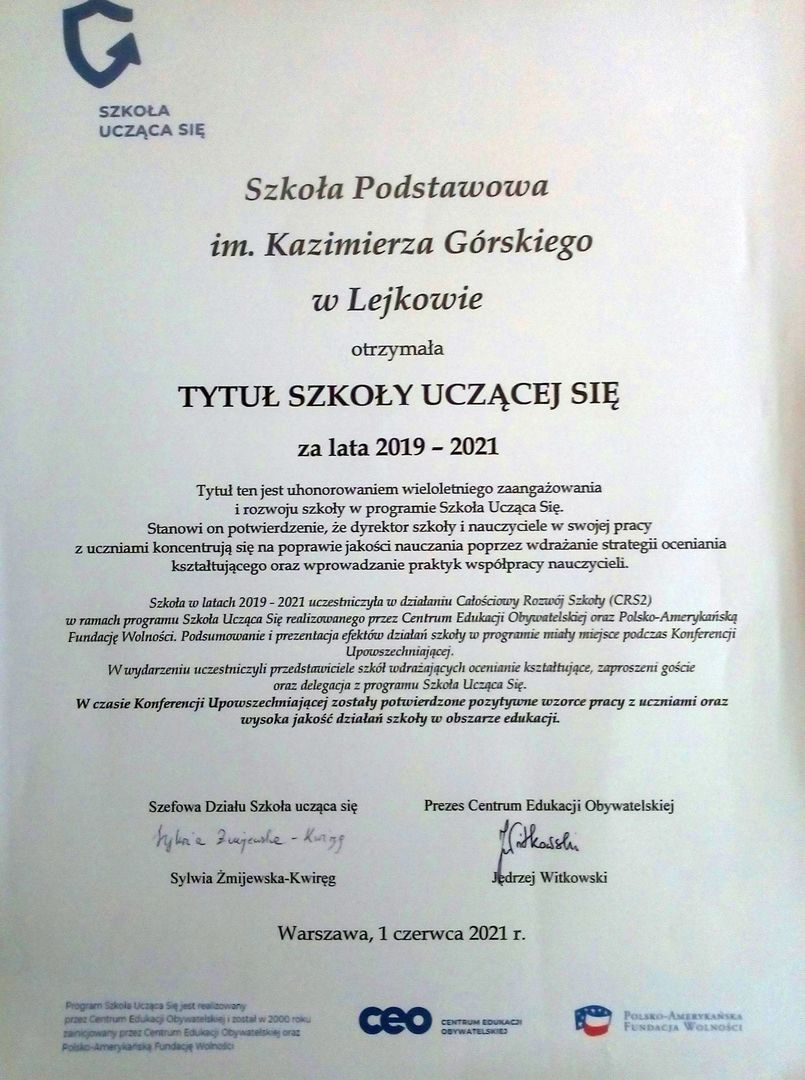 SZKOŁA
UCZĄCA SIĘ
Szkoła Podstawowa
im. Kazimierza Górskiego
w Lejkowie
otrzymała
TYTUŁ SZKOŁY UCZĄCEJ SIĘ
za lata 2019 – 2021
Tytuł ten jest uhonorowaniem wieloletniego zaangażowania
i rozwoju szkoły w programie Szkoła Ucząca Się.
Stanowi on potwierdzenie, że dyrektor szkoły i nauczyciele w swojej pracy
z uczniami koncentrują się na poprawie jakości nauczania poprzez wdrażanie strategii oceniania
kształtującego oraz wprowadzanie praktyk współpracy nauczycieli.
Szkoła w latach 2019 - 2021 uczestniczyła w działaniu Całościowy Rozwój Szkoły (CRS2)
w ramach programu Szkoła Ucząca Się realizowanego przez Centrum Edukacji Obywatelskiej oraz Polsko-Amerykańską
Fundację Wolności. Podsumowanie i prezentacja efektów działań szkoły w programie miały miejsce podczas Konferencji
Upowszechniającej.
W wydarzeniu uczestniczyli przedstawiciele szkół wdrażających ocenianie kształtujące, zaproszeni goście
oraz delegacja z programu Szkoła Ucząca Się.
W czasie Konferencji Upowszechniającej zostały potwierdzone pozytywne wzorce pracy z uczniami oraz
wysoka jakość działań szkoły w obszarze edukacji.
Szefowa Działu Szkoła ucząca się Prezes Centrum Edukacji Obywatelskiej
Sylwia Żmijewska-Kwiręg JWitkowski
Sylwia Żmijewska-Kwiręg Jędrzej Witkowski
Warszawa, 1 czerwca 2021 r.
Program Szkoła Ucząca Się jest realizowany
przez Centrum Edukacji Obywatelskiej i został w 2000 roku
zainicjowany przez Centrum Edukacji Obywatelskiej oraz
Polsko-Amerykańską Fundację Wolności
ceo CENTRUM EDUKACJI
OBYWATELSKIEJ
Polsko-Amerykańska
Fundacja Wolności